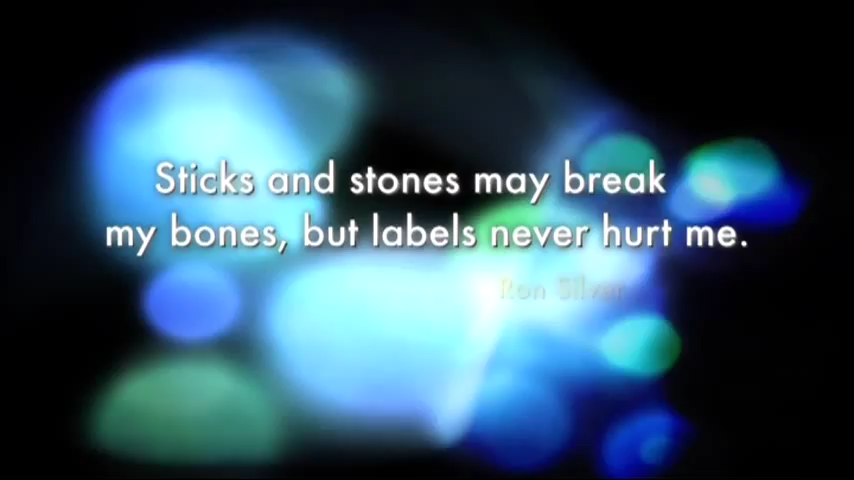 Sticks and stones may break
my bones, but labels never hurt me.
Ron Silver